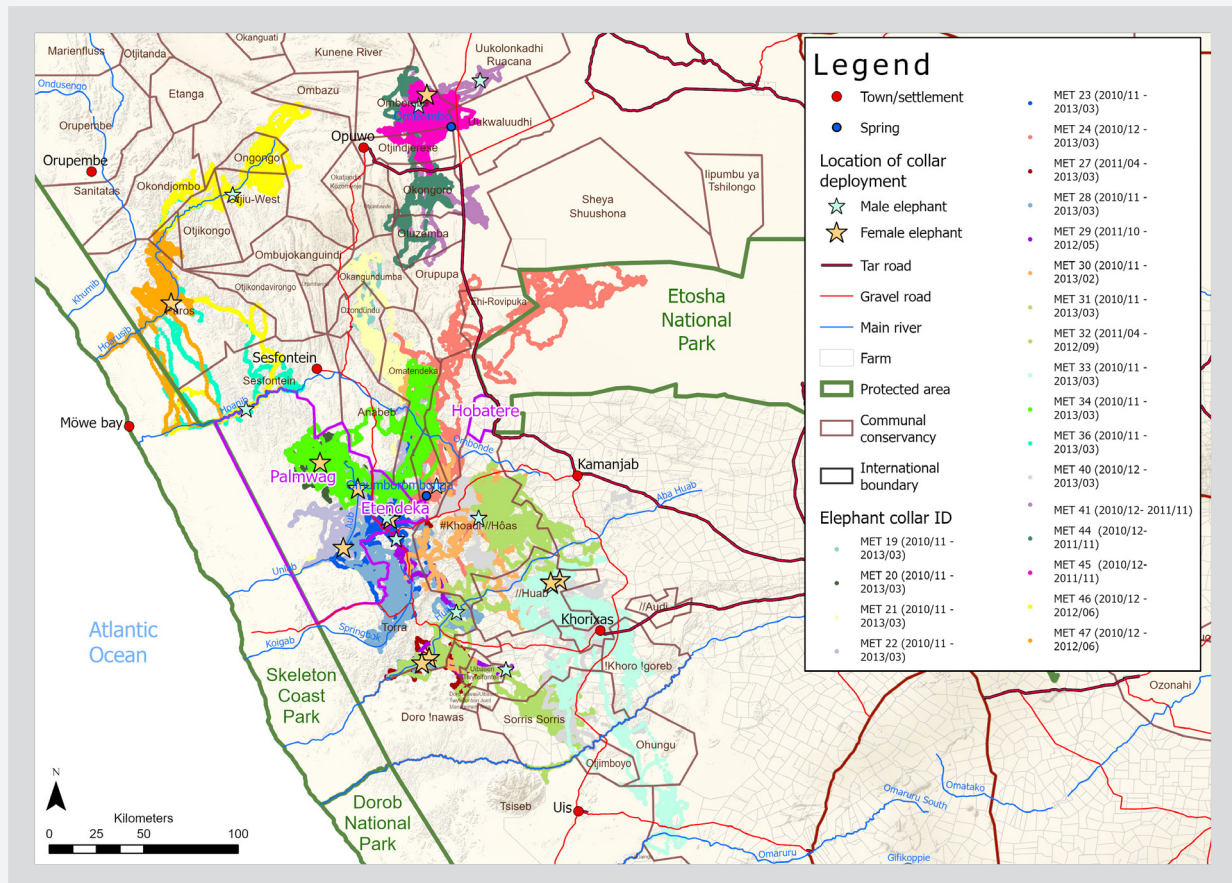 Okanguati
Marienfluss
Otjitanda
Kunene River
Uukolonkadhi
Ruacana
Ondusengo
Etanga
Ombazu
Orupembe
Opuwo
Uukwaluudhi
Otjindjerese
Orupembe
Sanitatas
Okondjombo
Ongongo
Okongoro
Iipumbu ya
Tshilongo
Sheya
Shuushona
Otjikongo
Ombujokanguindri
Otuzemba
Orupupa
Okangundumba
Otjikondavirongo
Khumib
Ozondundu
Etosha
National
Park
Hoarusib
Sesfontein
Sesfontein
Omatendeka
Anabeb
Hobatere
Hoanib
Möwe bay
Ombonde
Kamanjab
Palmwag
Etendeka
Aba Huab
#Khoadi-//Hôas
Uniab
//Huab
//Audi
Khorixas
Torra
Springbok
Koigab
!Khoro !goreb
Atlantic
Ocean
Skeleton
Coast
Park
Doro !nawas
Sorris Sorris
Ohungu
Otjimboyo
Tsiseb
Uis
Dorob
National
Park
Omatako
Omaruru South
Omaruru
Ozonahi
N
Kilometers
0 25 50 100
Legend
Town/settlement
Spring
Location of collar
deployment
Male elephant
Female elephant
Tar road
Gravel road
Main river
Farm
Protected area
Communal
conservancy
International
boundary
Elephant collar ID
MET 19 (2010/11 -
2013/03)
MET 20 (2010/11 -
2013/03)
MET 21 (2010/11 -
2013/03)
MET 22 (2010/11 -
2013/03)
MET 23 (2010/11 -
2013/03)
MET 24 (2010/12 -
2013/03)
MET 27 (2011/04 -
2013/03)
MET 28 (2010/11 -
2013/03)
MET 29 (2011/10 -
2012/05)
MET 30 (2010/11 -
2013/02)
MET 31 (2010/11 -
2013/03)
MET 32 (2011/04 -
2012/09)
MET 33 (2010/11 -
2013/03)
MET 34 (2010/11 -
2013/03)
MET 36 (2010/11 -
2013/03)
MET 40 (2010/12 -
2013/03)
MET 41 (2010/12- 2011/11)
MET 44 (2010/12-
2011/11)
MET 45 (2010/12-
2011/11)
MET 46 (2010/12 -
2012/06)
MET 47 (2010/12 -
2012/06)